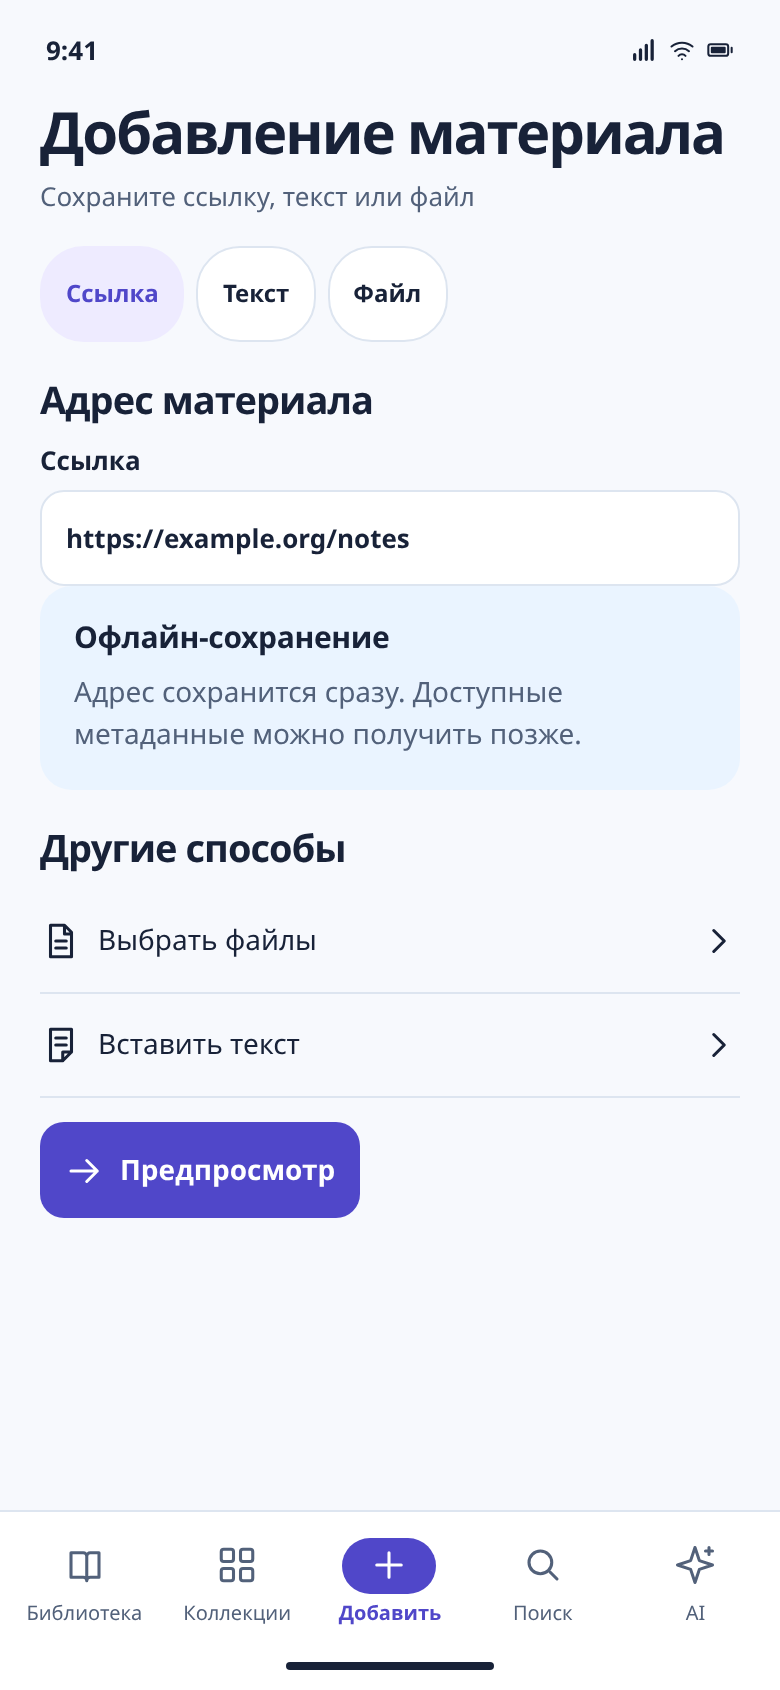 9:41
Добавление материала
Сохраните ссылку, текст или файл
Ссылка
Текст
Файл
Адрес материала
Ссылка
https://example.org/notes
Офлайн-сохранение
Адрес сохранится сразу. Доступные
метаданные можно получить позже.
Другие способы
Выбрать файлы
Вставить текст
Предпросмотр
Библиотека
Коллекции
Добавить
Поиск
AI